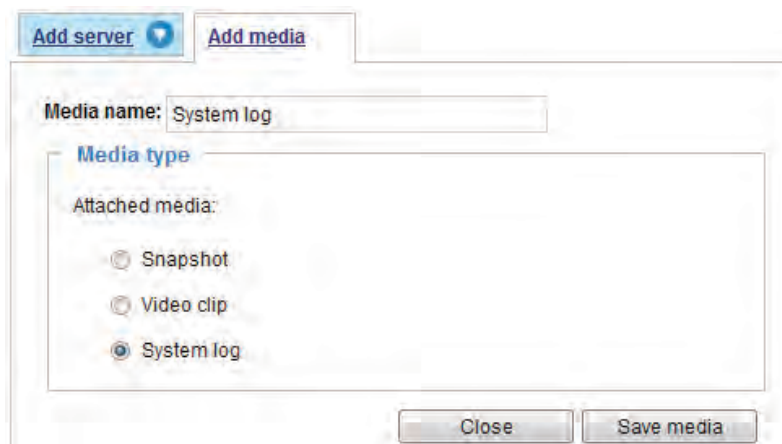 Add server Add media
Media name: System log
Media type
Attached media:
Snapshot
Video clip
System log
Close Save media